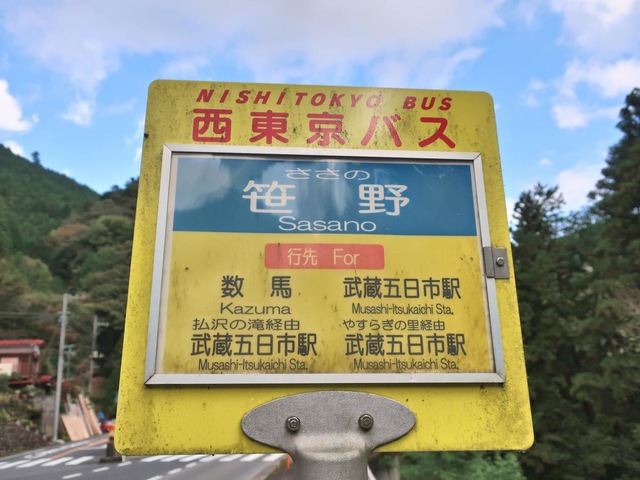 NISHI TOKYO BUS
西東京バス
ささの
笹野
Sasano
行先 For
数馬 武蔵五日市駅
Kazuma Musashi-Itsukaichi Sta.
払沢の滝経由 やすらぎの里経由
武蔵五日市駅 武蔵五日市駅
Musashi-Itsukaichi Sta. Musashi-Itsukaichi Sta.